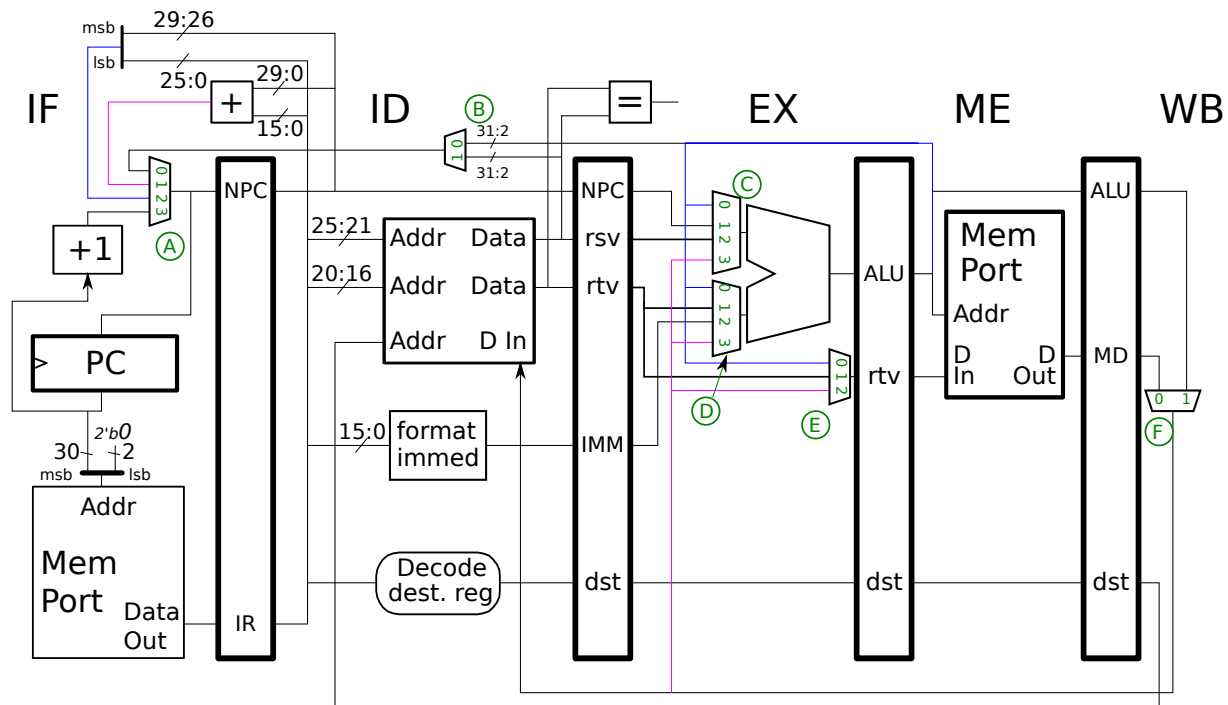 29:26
msb
lsb
25:0
29:0
+
15:0
IF
ID
B
=
EX
ME
WB
31:2
0
1
31:2
0
1
2
3
A
+1
NPC
NPC
C
0
1
2
3
ALU
25:21
Addr
Data
rsv
20:16
Addr
Data
rtv
Addr
D In
0
1
2
3
D
ALU
Mem
Port
Addr
D
In
D
Out
MD
PC
0
1
2
E
rtv
0
1
F
2'b0
30
2
msb
lsb
15:0
format
immed
IMM
Addr
Mem
Port
Data
Out
IR
Decode
dest. reg
dst
dst
dst